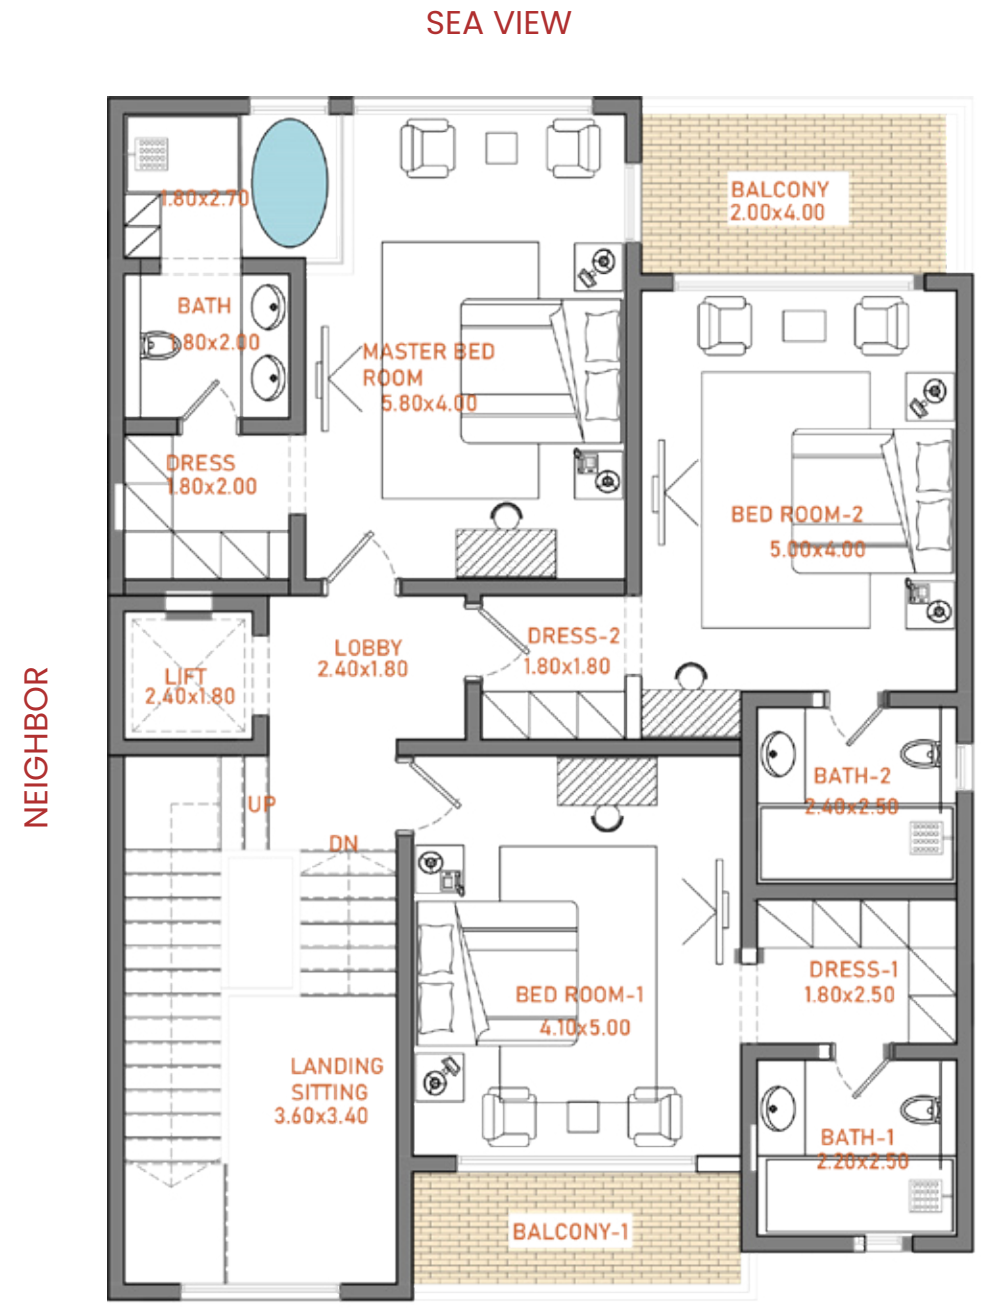 SEA VIEW
1.80x2.70
BALCONY
2.00x4.00
BATH
1.80x2.00
MASTER BED
ROOM
5.80x4.00
DRESS
1.80x2.00
BED ROOM-2
5.00x4.00
LOBBY
2.40x1.80
DRESS-2
1.80x1.80
LIFT
2.40x1.80
NEIGHBOR
UP
DN
BATH-2
2.40x2.50
DRESS-1
1.80x2.50
BED ROOM-1
4.10x5.00
LANDING
SITTING
3.60x3.40
BATH-1
2.20x2.50
BALCONY-1